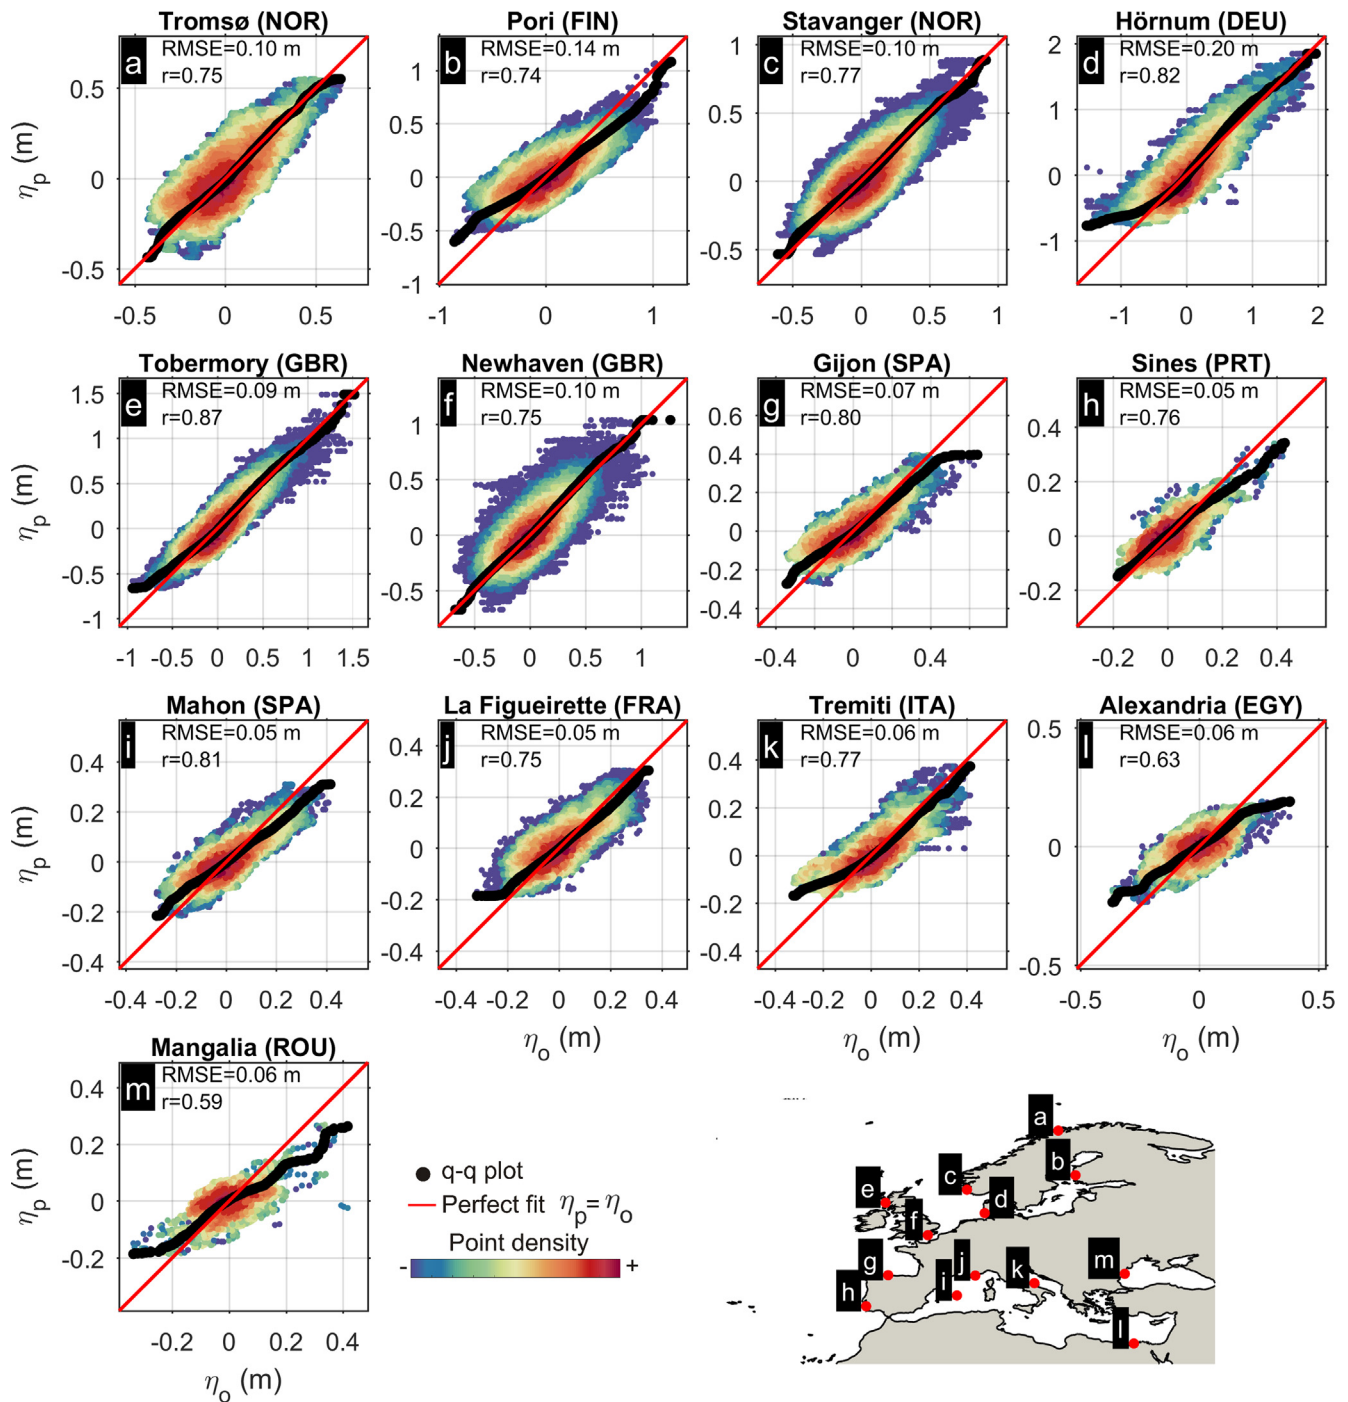 Tromsø (NOR)
a
RMSE=0.10 m
r=0.75
0.5
0
-0.5
-0.5 0 0.5
ηp (m)
Pori (FIN)
b
RMSE=0.14 m
r=0.74
1
0.5
0
-0.5
-1
-1 0 1
Stavanger (NOR)
c
RMSE=0.10 m
r=0.77
1
0.5
0
-0.5
-0.5 0 0.5 1
Hörnum (DEU)
d
RMSE=0.20 m
r=0.82
2
1
0
-1
-1 0 1 2
Tobermory (GBR)
e
RMSE=0.09 m
r=0.87
1.5
1
0.5
0
-0.5
-1
-1 -0.5 0 0.5 1 1.5
ηp (m)
Newhaven (GBR)
f
RMSE=0.10 m
r=0.75
1
0.5
0
-0.5
-0.5 0 0.5 1
Gijon (SPA)
g
RMSE=0.07 m
r=0.80
0.6
0.4
0.2
0
-0.2
-0.4
-0.4 0 0.4
Sines (PRT)
h
RMSE=0.05 m
r=0.76
0.4
0.2
0
-0.2
-0.2 0 0.2 0.4
Mahon (SPA)
i
RMSE=0.05 m
r=0.81
0.4
0.2
0
-0.2
-0.4
-0.4 -0.2 0 0.2 0.4
ηp (m)
La Figueirette (FRA)
j
RMSE=0.05 m
r=0.75
0.4
0.2
0
-0.2
-0.4
-0.4 -0.2 0 0.2 0.4
ηo (m)
Tremiti (ITA)
k
RMSE=0.06 m
r=0.77
0.4
0.2
0
-0.2
-0.4
-0.4 -0.2 0 0.2 0.4
ηo (m)
Alexandria (EGY)
l
RMSE=0.06 m
r=0.63
0.5
0
-0.5
-0.5 0 0.5
ηo (m)
Mangalia (ROU)
m
RMSE=0.06 m
r=0.59
0.4
0.2
0
-0.2
-0.2 0 0.2 0.4
ηp (m)
ηo (m)
q-q plot
Perfect fit ηp= ηo
Point density
- +
a
b
c
d
e
f
g
h
i
j
k
l
m